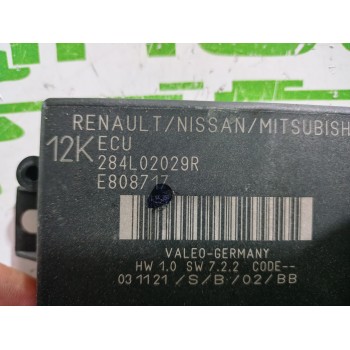 RENAULT/NISSAN/MITSUBISH
12K ECU
284L02029R
E808717
VALEO-GERMANY
HW 1.0 SW 7.2.2 CODE--
031121/S/B/02/BB